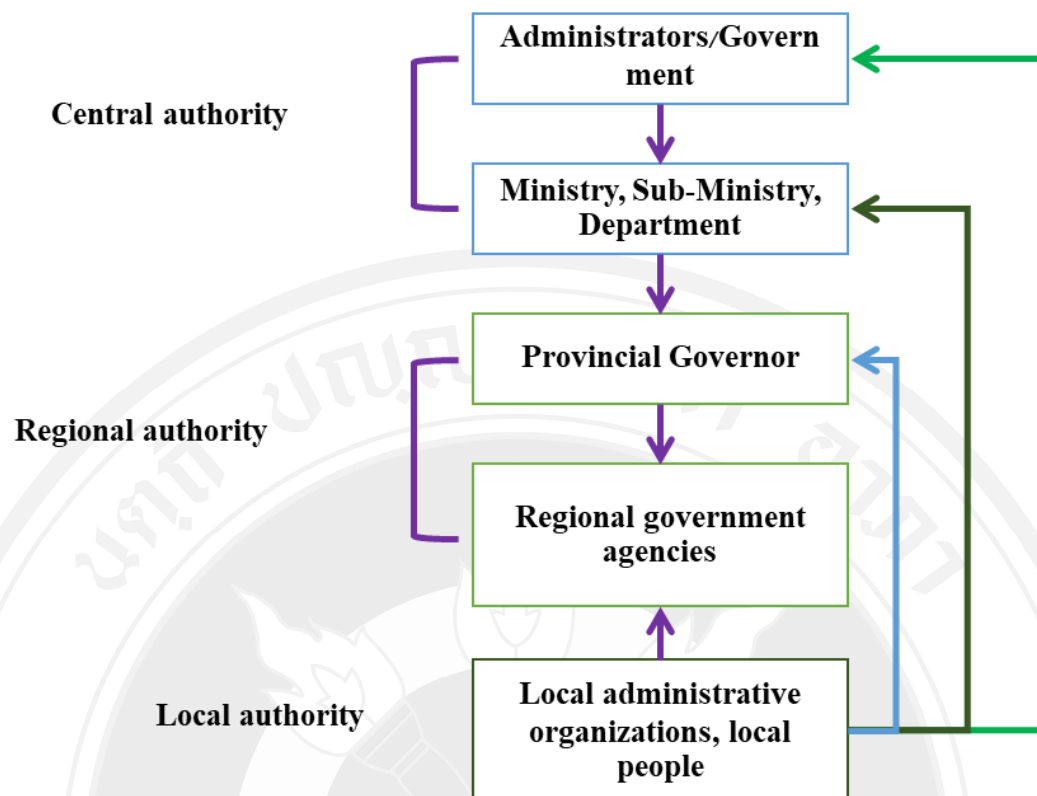 Administrators/Govern
ment
Central authority
Ministry, Sub-Ministry,
Department
Provincial Governor
Regional authority
Regional government
agencies
Local administrative
organizations, local
people
Local authority